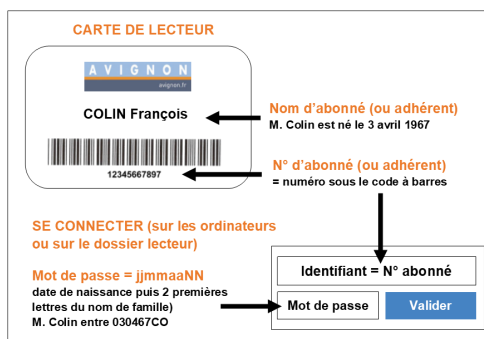 CARTE DE LECTEUR
AVIGNON
avignon.fr
COLIN François
12345667897
Nom d'abonné (ou adhérent)
M. Colin est né le 3 avril 1967
N° d'abonné (ou adhérent)
= numéro sous le code à barres
SE CONNECTER (sur les ordinateurs
ou sur le dossier lecteur)
Mot de passe = jjmmaaNN
date de naissance puis 2 premières
lettres du nom de famille)
M. Colin entre 030467CO
Identifiant = N° abonné
Mot de passe
Valider